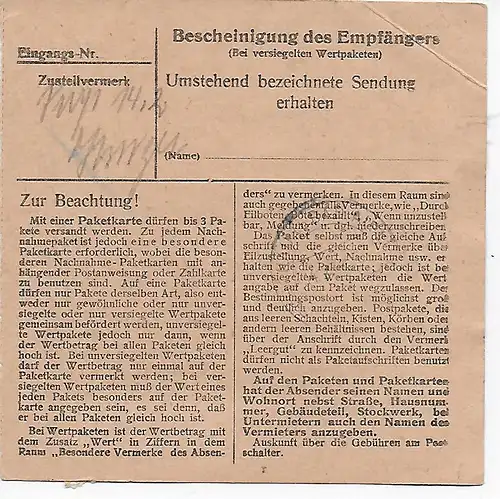 Bescheinigung des Empfängers
Eingangs-Nr.
(Bei versiegelten Wertpaketen)
Zustellvermerk
Umstehend bezeichnete Sendung
erhalten
14.2
(Name)
Zur Beachtung!
Mit einer Paketkarte dürfen bis 3 Pa-
kete versandt werden. Zu jedem Nach-
nahmepaket ist jedoch eine besondere
Paketkarte erforderlich, wobei die beson-
deren Nachnahme-Paketkarten mit an-
hängender Postanweisung oder Zahlkarte
zu benutzen sind. Auf eine Paketkarte
dürfen nur Pakete derselben Art, also ent-
weder nur gewöhnliche oder nur unver-
siegelte oder nur versiegelte Wertpakete
gemeinsam befördert werden, unversiegel-
te Wertpakete jedoch nur dann, wenn
der Wertbetrag bei allen Paketen gleich
hoch ist. Bei unversiegelten Wertpaketen
darf der Wertbetrag nur einmal auf der
Paketkarte vermerkt werden; bei ver-
siegelten Wertpaketen muß der Wert eines
jeden Pakets besonders auf der Paket-
karte angegeben sein, es sei denn, daß
er bei allen Paketen gleich hoch ist.
Bei Wertpaketen ist der Wertbetrag mit
dem Zusatz „Wert" in Ziffern in dem
Raum „Besondere Vermerke des Absen-
ders" zu vermerken. In diesem Raum sind
auch gegebenenfalls Vermerke, wie „Durch
Eilboten, Bote bezahlt", „Wenn unzustell
bar, Meldung" u. dgl. niederzuschreiben.
Das Paket selbst muß die gleiche Auf
schrift und die gleichen Vermerke über
Eilzustellung, Wert, Nachnahme usw. er
halten wie die Paketkarte; jedoch ist be
unversiegelten Wertpaketen die Wert
angabe auf dem Paket wegzulassen. Der
Bestimmungspostort ist möglichst groß
und deutlich anzugeben. Postpakete, die
aus leeren Schachteln, Kisten, Körben oder
andern leeren Behältnissen bestehen, sind
über der Anschrift durch den Vermerk
„Leergut" zu kennzeichnen. Paketkarten
dürfen nicht als Paketaufschriften benutzt
werden.
Auf den Paketen und Paketkarten
hat der Absender seinen Namen und
Wohnort nebst Straße, Hausnum-
mer, Gebäudeteil, Stockwerk, bei
Untermietern auch den Namen des
Vermieters anzugeben.
Auskunft über die Gebühren am Post
schalter.